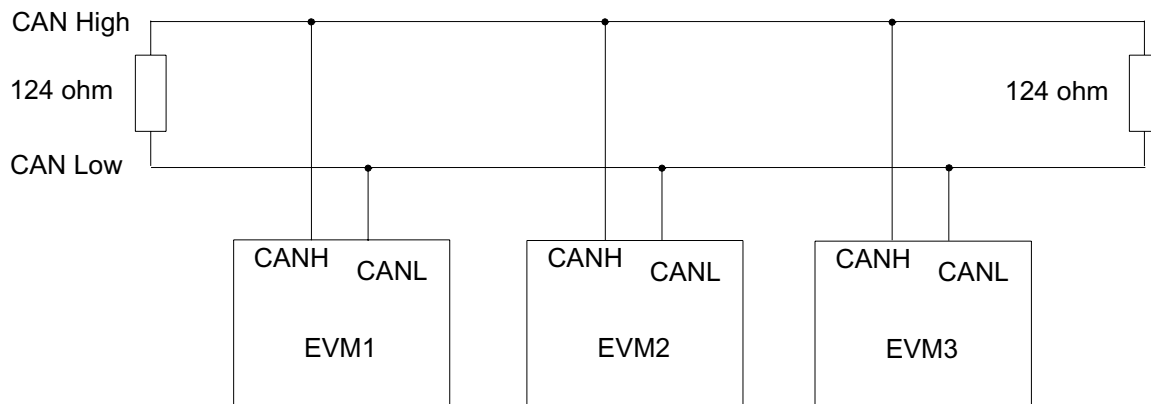 CAN High
124 ohm
124 ohm
CAN Low
CANH
CANL
EVM1
CANH
CANL
EVM2
CANH
CANL
EVM3